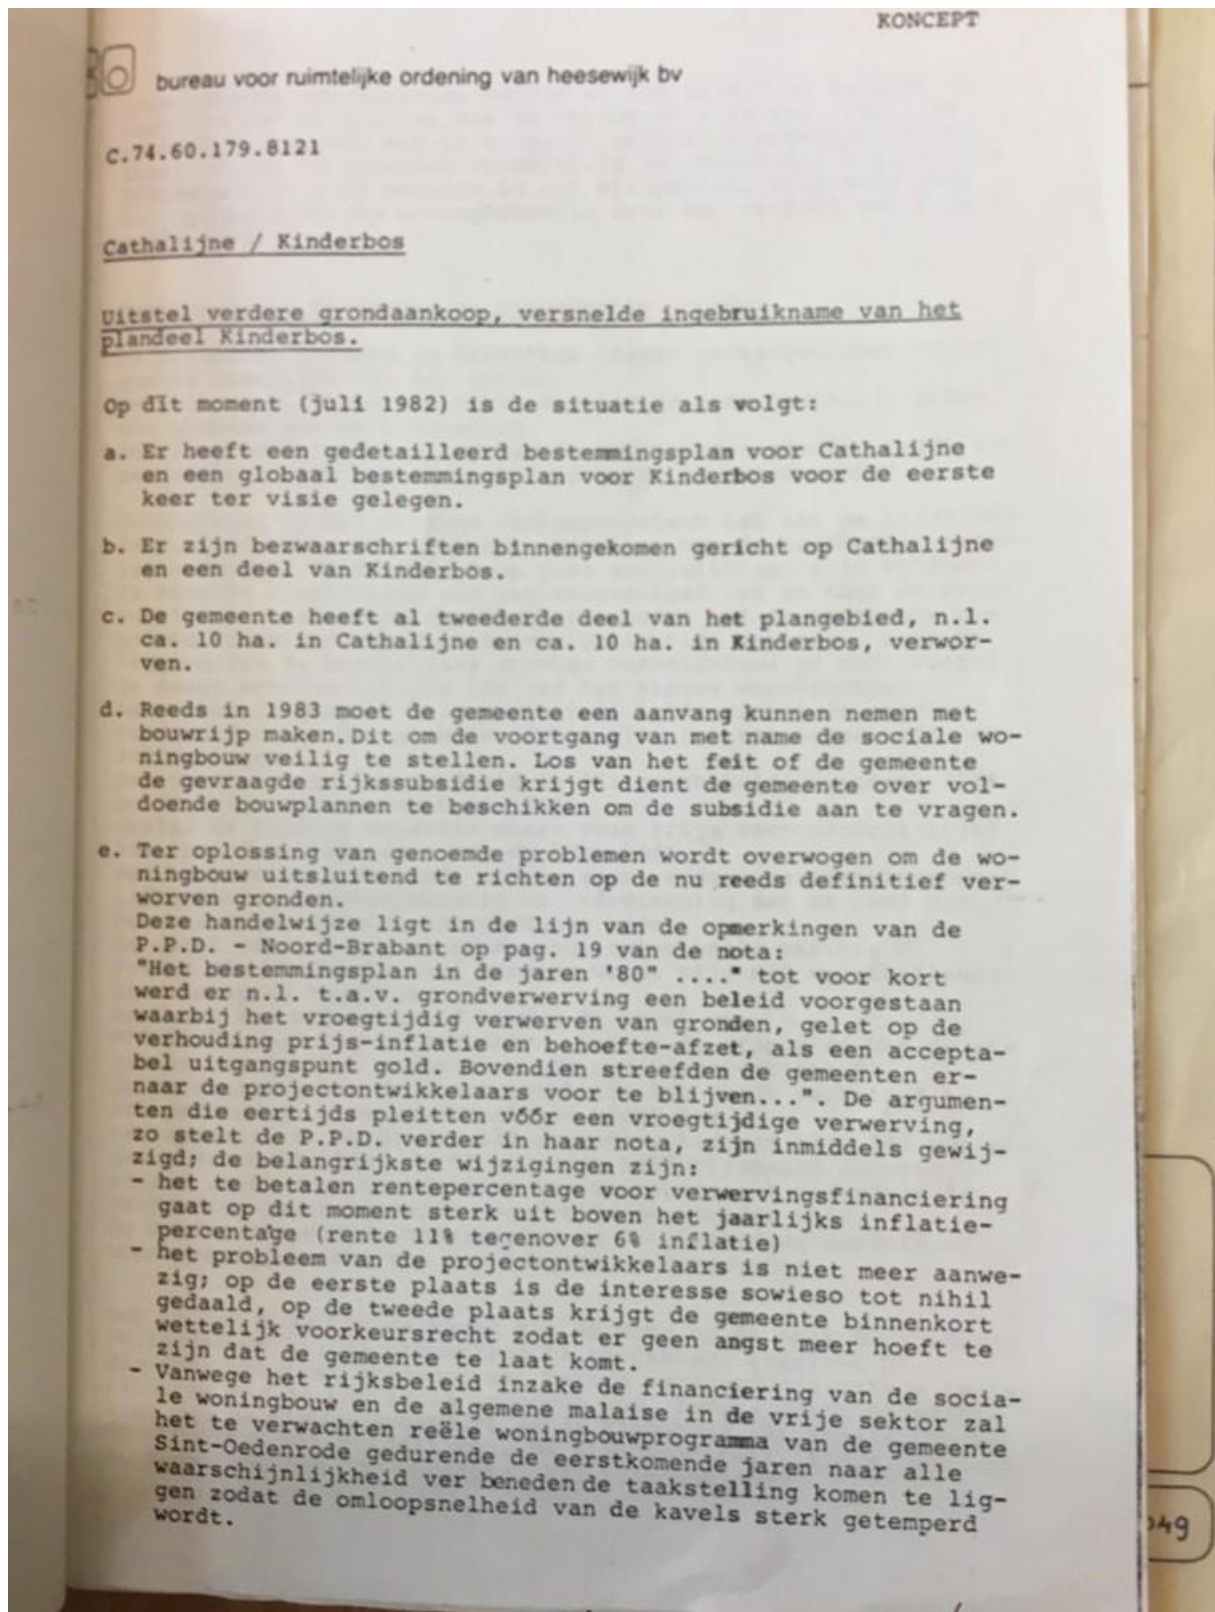 KONCEPT
bureau voor ruimtelijke ordening van heesewijk bv
C.74.60.179.8121
Cathalijne / Kinderbos
Uitstel verdere grondaankoop, versnelde ingebruikname van het
plandeel Kinderbos.
Op dit moment (juli 1982) is de situatie als volgt:
a. Er heeft een gedetailleerd bestemmingsplan voor Cathalijne
en een globaal bestemmingsplan voor Kinderbos voor de eerste
keer ter visie gelegen.
b. Er zijn bezwaarschriften binnengekomen gericht op Cathalijne
en een deel van Kinderbos.
c. De gemeente heeft al tweederde deel van het plangebied, n.l.
ca. 10 ha. in Cathalijne en ca. 10 ha. in Kinderbos, verwor-
ven.
d. Reeds in 1983 moet de gemeente een aanvang kunnen nemen met
bouwrijp maken. Dit om de voortgang van met name de sociale wo-
ningbouw veilig te stellen. Los van het feit of de gemeente
de gevraagde rijkssubsidie krijgt dient de gemeente over vol-
doende bouwplannen te beschikken om de subsidie aan te vragen.
e. Ter oplossing van genoemde problemen wordt overwogen om de wo-
ningbouw uitsluitend te richten op de nu reeds definitief ver-
worven gronden.
Deze handelwijze ligt in de lijn van de opmerkingen van de
P.P.D. - Noord-Brabant op pag. 19 van de nota:
"Het bestemmingsplan in de jaren '80" ...." tot voor kort
werd er n.l. t.a.v. grondverwerving een beleid voorgestaan
waarbij het vroegtijdig verwerven van gronden, gelet op de
verhouding prijs-inflatie en behoefte-afzet, als een accepta-
bel uitgangspunt gold. Bovendien streefden de gemeenten er-
naar de projectontwikkelaars voor te blijven...". De argumen-
ten die eertijds pleitten vóór een vroegtijdige verwerving,
zo stelt de P.P.D. verder in haar nota, zijn inmiddels gewij-
zigd; de belangrijkste wijzigingen zijn:
- het te betalen rentepercentage voor verwervingsfinanciering
gaat op dit moment sterk uit boven het jaarlijks inflatie-
percentage (rente 11% tegenover 6% inflatie)
- het probleem van de projectontwikkelaars is niet meer aanwe-
zig; op de eerste plaats is de interesse sowieso tot nihil
gedaald, op de tweede plaats krijgt de gemeente binnenkort
wettelijk voorkeursrecht zodat er geen angst meer hoeft te
zijn dat de gemeente te laat komt.
- Vanwege het rijksbeleid inzake de financiering van de socia-
le woningbouw en de algemene malaise in de vrije sektor zal
het te verwachten reële woningbouwprogramma van de gemeente
Sint-Oedenrode gedurende de eerstkomende jaren naar alle
waarschijnlijkheid ver beneden de taakstelling komen te lig-
gen zodat de omloopsnelheid van de kavels sterk getemperd
wordt.